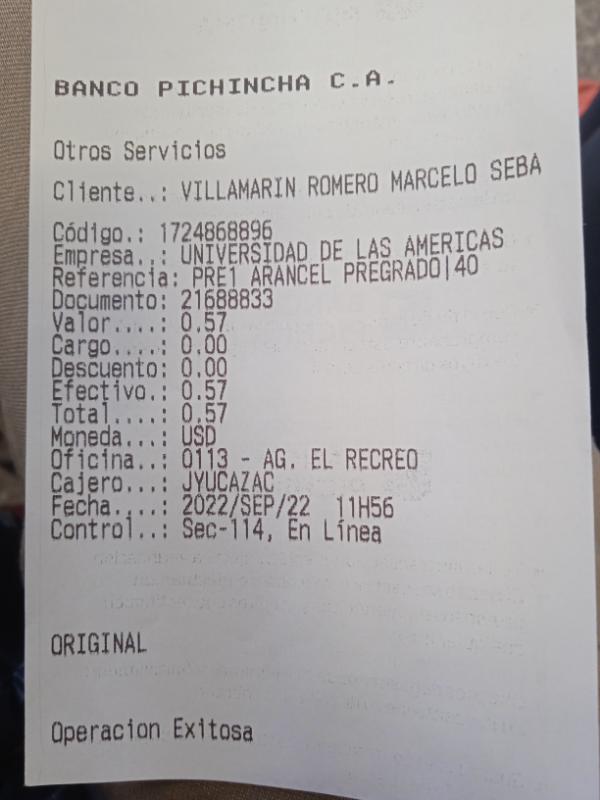 BANCO PICHINCHA C.A.
Otros Servicios
Cliente..: VILLAMARIN ROMERO MARCELO SEBA
Código.: 1724868896
Empresa..: UNIVERSIDAD DE LAS AMERICAS
Referencia: PRE1 ARANCEL PREGRADO|40
Documento: 21688833
Valor....: 0.57
Cargo....: 0.00
Descuento: 0.00
Efectivo.: 0.57
Total....: 0.57
Moneda...: USD
Oficina..: 0113 - AG. EL RECREO
Cajero...: JYUCAZAC
Fecha....: 2022/SEP/22 11H56
Control..: Sec-114, En Línea
ORIGINAL
Operacion Exitosa